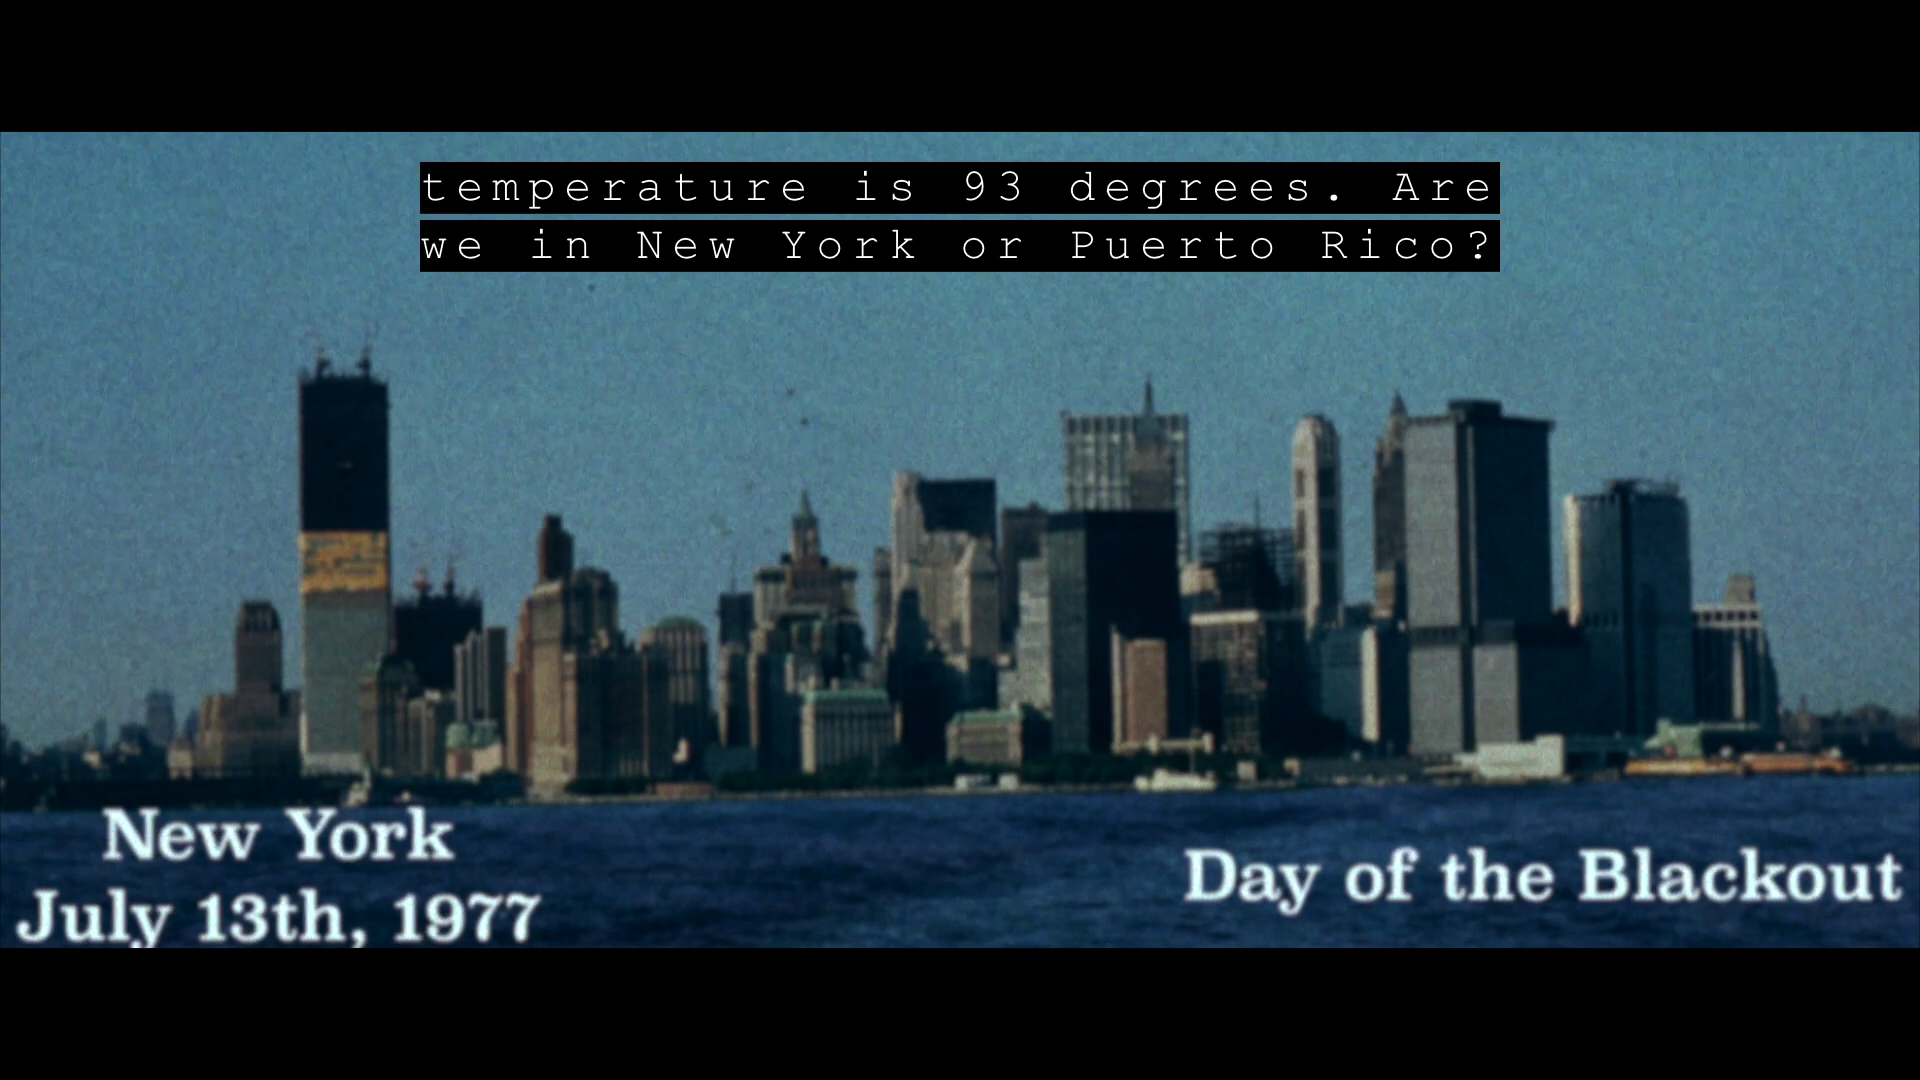 temperature is 93 degrees. Are
we in New York or Puerto Rico?
New York
July 13th, 1977
Day of the Blackout